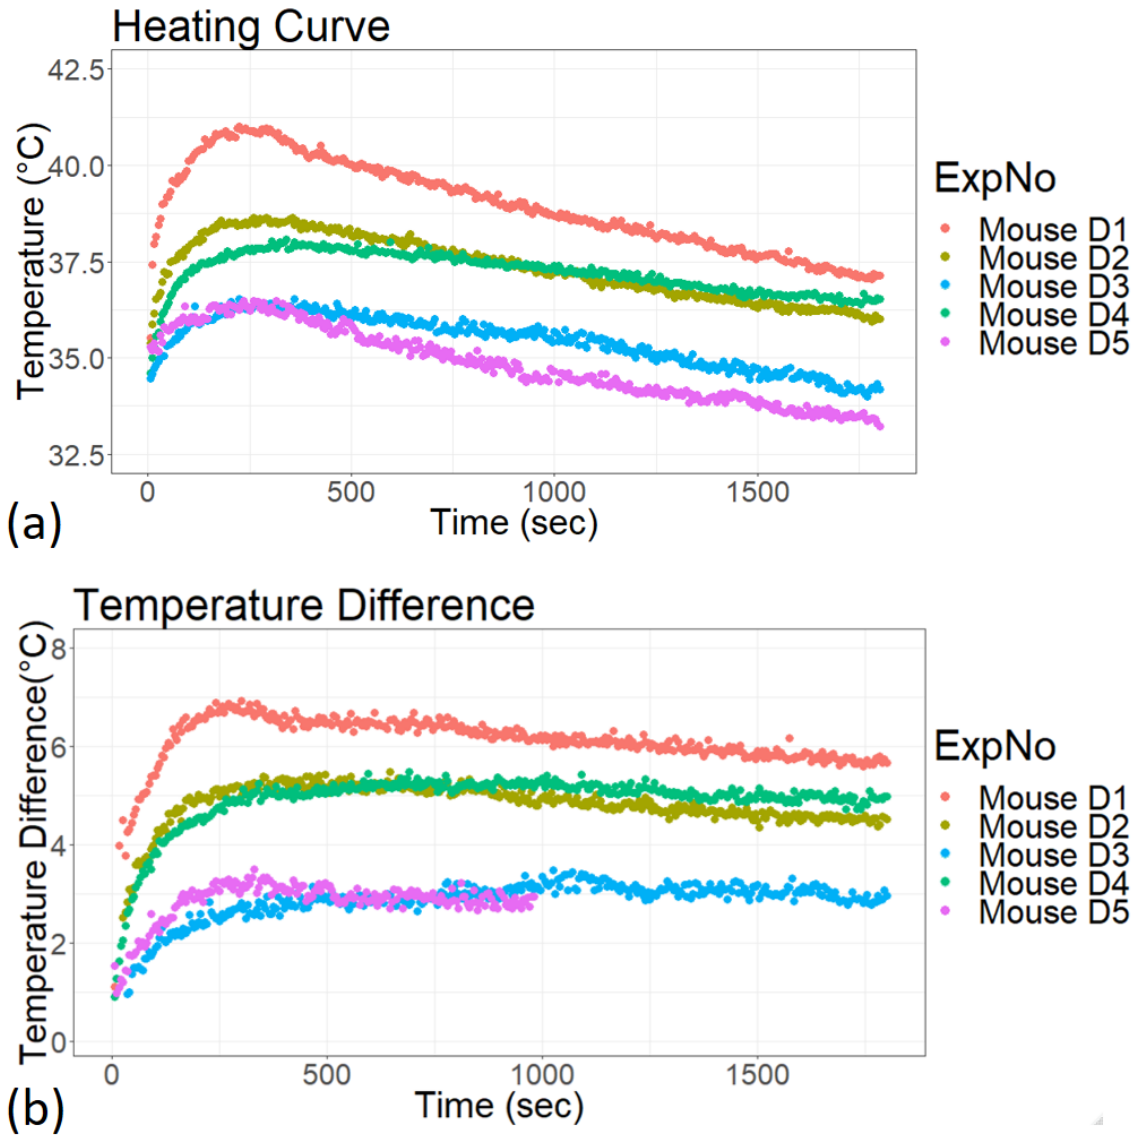 Heating Curve
42.5
40.0
37.5
35.0
32.5
Temperature (°C)
0 500 1000 1500
Time (sec)
(a)
ExpNo
Mouse D1
Mouse D2
Mouse D3
Mouse D4
Mouse D5
Temperature Difference
8
6
4
2
0
Temperature Difference(°C)
0 500 1000 1500
Time (sec)
(b)
ExpNo
Mouse D1
Mouse D2
Mouse D3
Mouse D4
Mouse D5